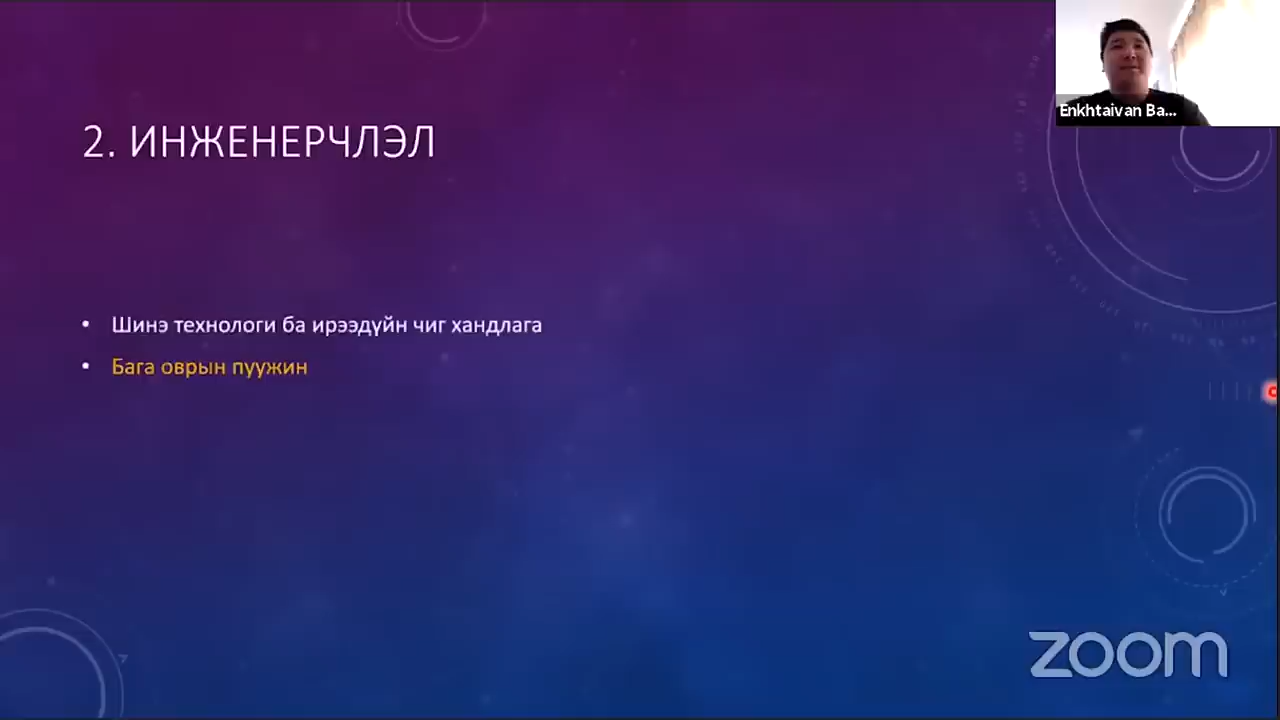 Enkhtaivan Ba...
2. ИНЖЕНЕРЧЛЭЛ
• Шинэ технологи ба ирээдүйн чиг хандлага
• Бага оврын пуужин
zoom